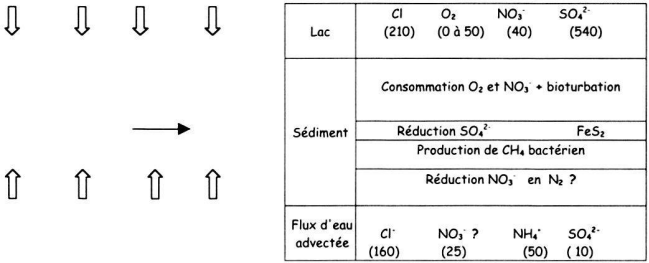 Lac
Cl O₂ NO₃⁻ SO₄²⁻
(210) (0 à 50) (40) (540)
Sédiment
Consommation O₂ et NO₃⁻ + bioturbation
Réduction SO₄²⁻ FeS₂
Production de CH₄ bactérien
Réduction NO₃⁻ en N₂ ?
Flux d'eau
advectée
Cl⁻ NO₃⁻ ? NH₄⁺ SO₄²⁻
(160) (25) (50) (10)